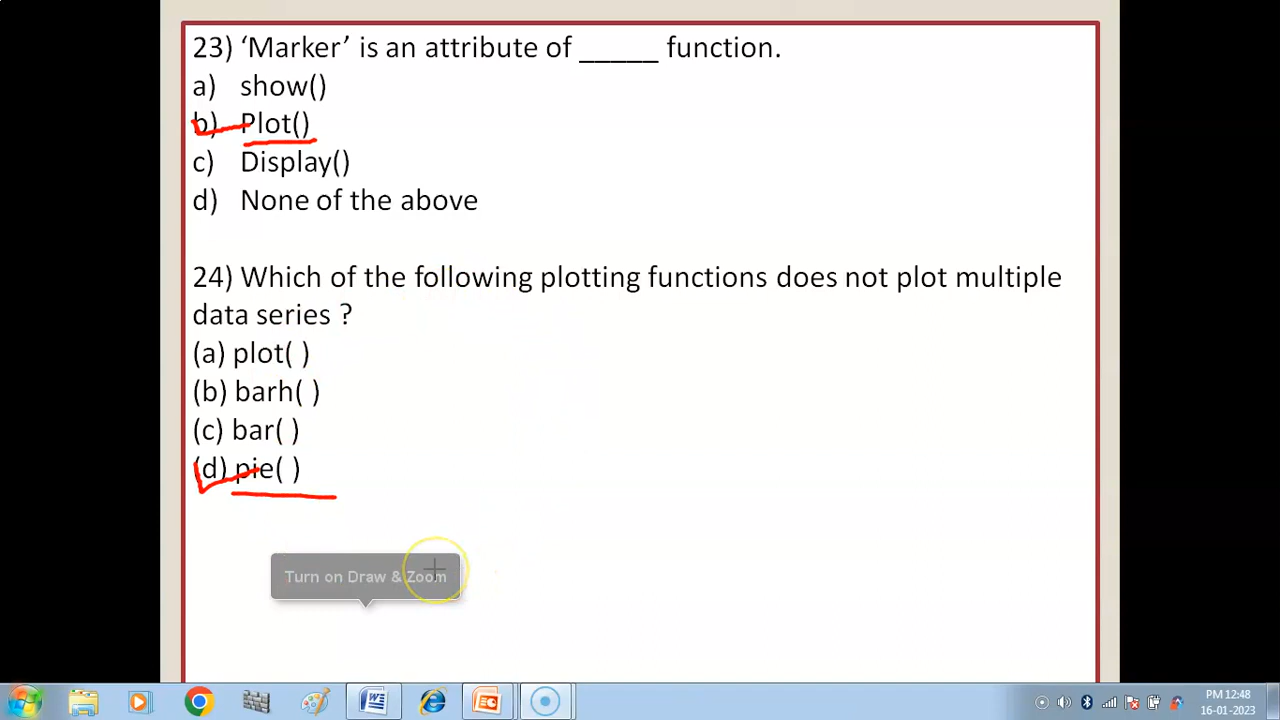 23) ‘Marker’ is an attribute of _____ function.
a) show()
b) Plot()
c) Display()
d) None of the above
24) Which of the following plotting functions does not plot multiple
data series ?
(a) plot( )
(b) barh( )
(c) bar( )
(d) pie( )
Turn on Draw & Zoom
PM 12:48
16-01-2023